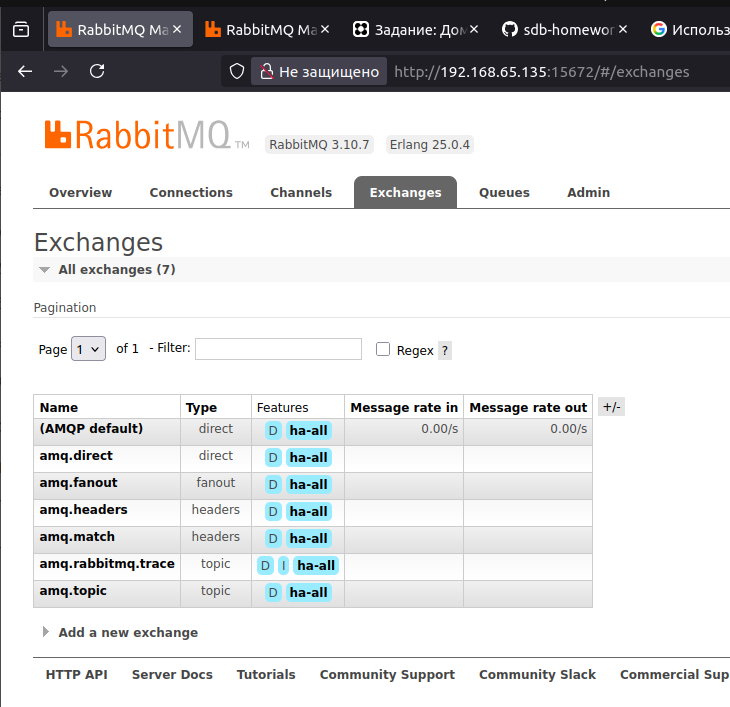 RabbitMQ Ma
RabbitMQ Ma
Задание: Дом
sdb-homewor
Использ
Не защищено
http://192.168.65.135:15672/#/exchanges
RabbitMQ TM
RabbitMQ 3.10.7
Erlang 25.0.4
Overview Connections Channels Exchanges Queues Admin
Exchanges
All exchanges (7)
Pagination
Page 1 of 1 - Filter: Regex ?
Name Type Features Message rate in Message rate out +/-
(AMQP default) direct D ha-all 0.00/s 0.00/s
amq.direct direct D ha-all
amq.fanout fanout D ha-all
amq.headers headers D ha-all
amq.match headers D ha-all
amq.rabbitmq.trace topic D I ha-all
amq.topic topic D ha-all
Add a new exchange
HTTP API Server Docs Tutorials Community Support Community Slack Commercial Sup